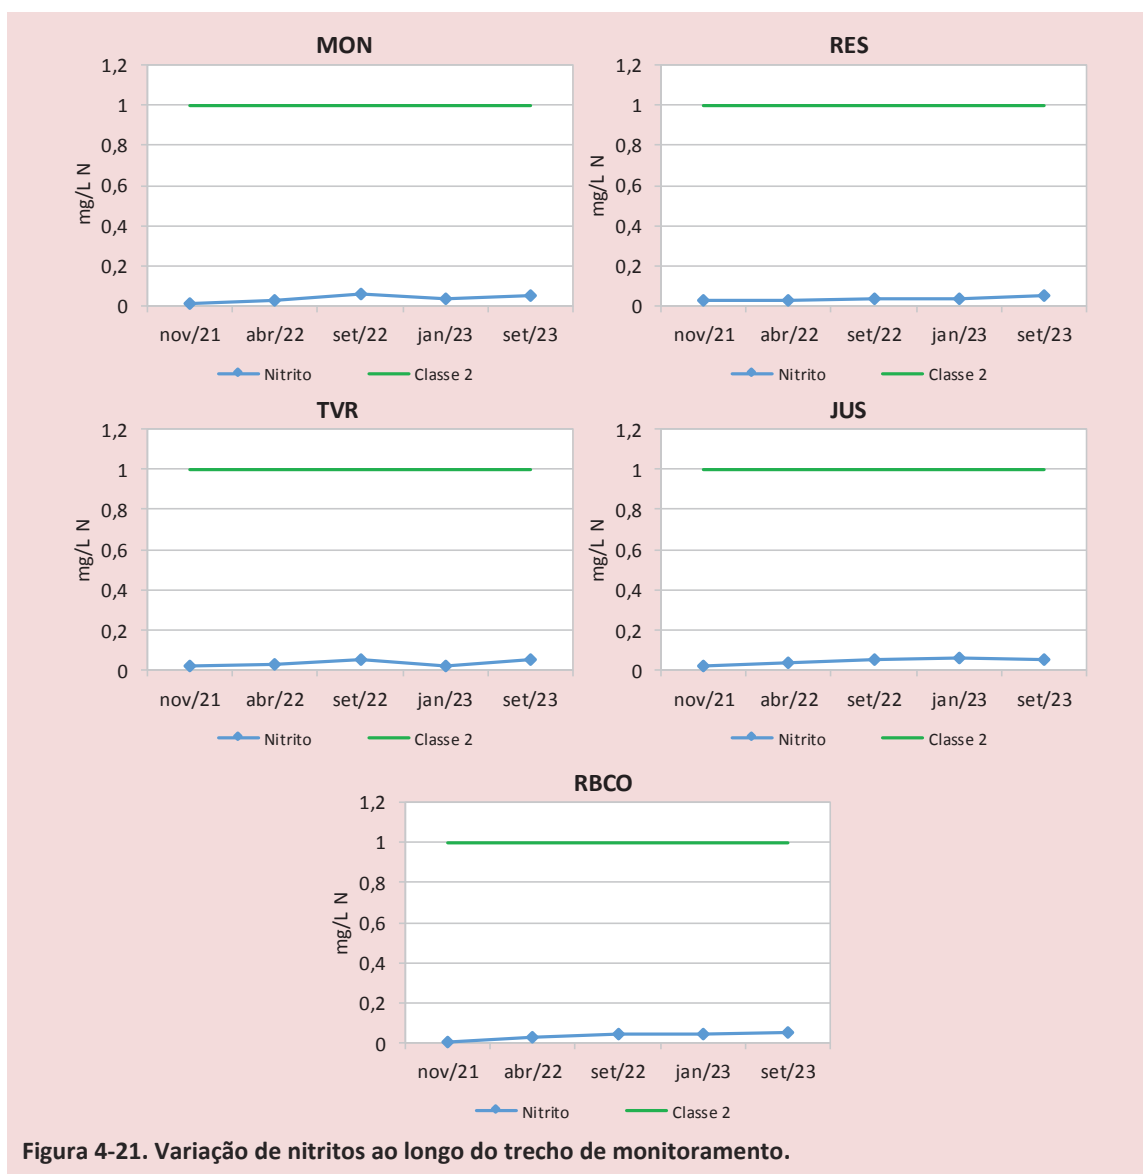 MON
1,2
1
0,8
0,6
0,4
0,2
0
mg/L N
nov/21 abr/22 set/22 jan/23 set/23
Nitrito Classe 2
RES
1,2
1
0,8
0,6
0,4
0,2
0
mg/L N
nov/21 abr/22 set/22 jan/23 set/23
Nitrito Classe 2
TVR
1,2
1
0,8
0,6
0,4
0,2
0
mg/L N
nov/21 abr/22 set/22 jan/23 set/23
Nitrito Classe 2
JUS
1,2
1
0,8
0,6
0,4
0,2
0
mg/L N
nov/21 abr/22 set/22 jan/23 set/23
Nitrito Classe 2
RBCO
1,2
1
0,8
0,6
0,4
0,2
0
mg/L N
nov/21 abr/22 set/22 jan/23 set/23
Nitrito Classe 2
Figura 4-21. Variação de nitritos ao longo do trecho de monitoramento.